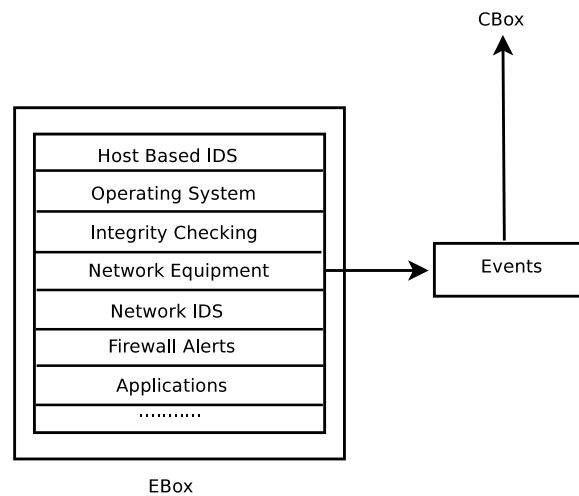 CBox
Host Based IDS
Operating System
Integrity Checking
Network Equipment
Events
Network IDS
Firewall Alerts
Applications
...........
EBox